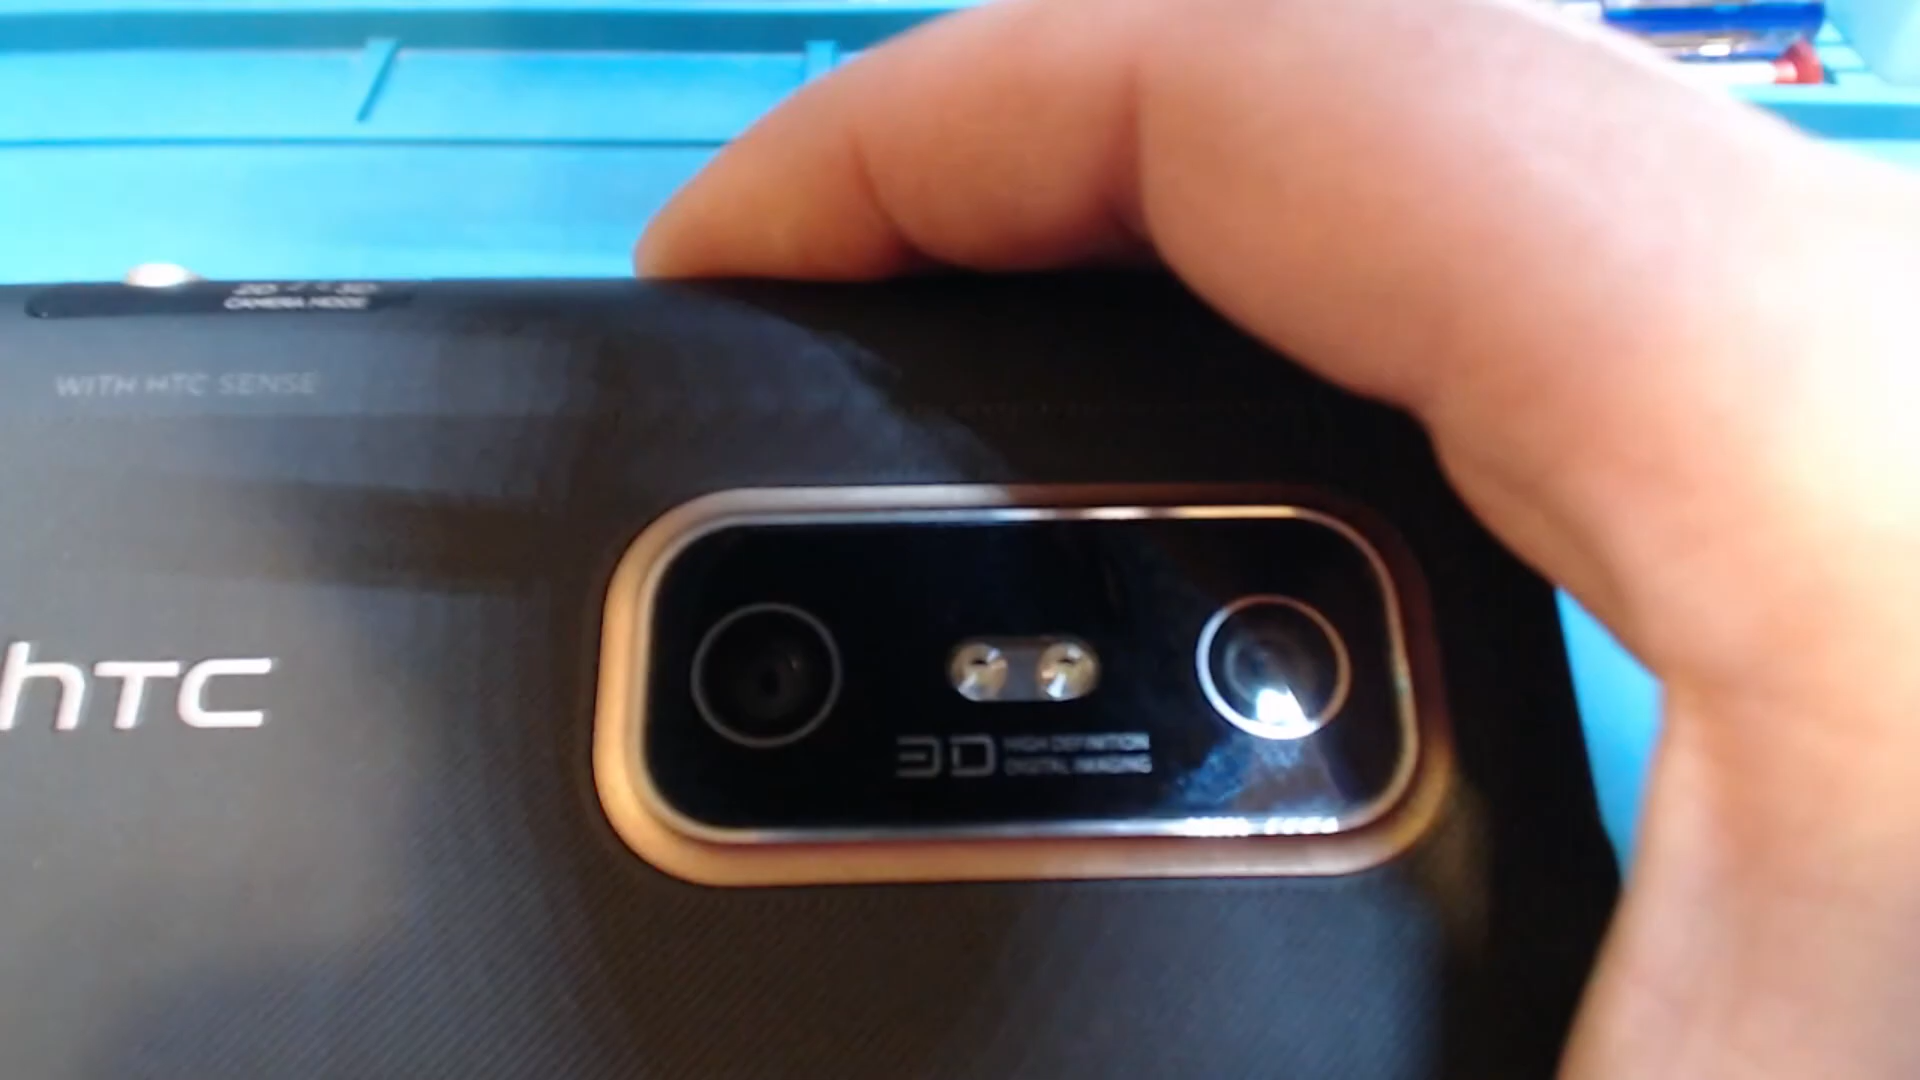 2D 3D
CAMERA MODE
WITH HTC SENSE
hTC
3D HIGH DEFINITION
DIGITAL IMAGING